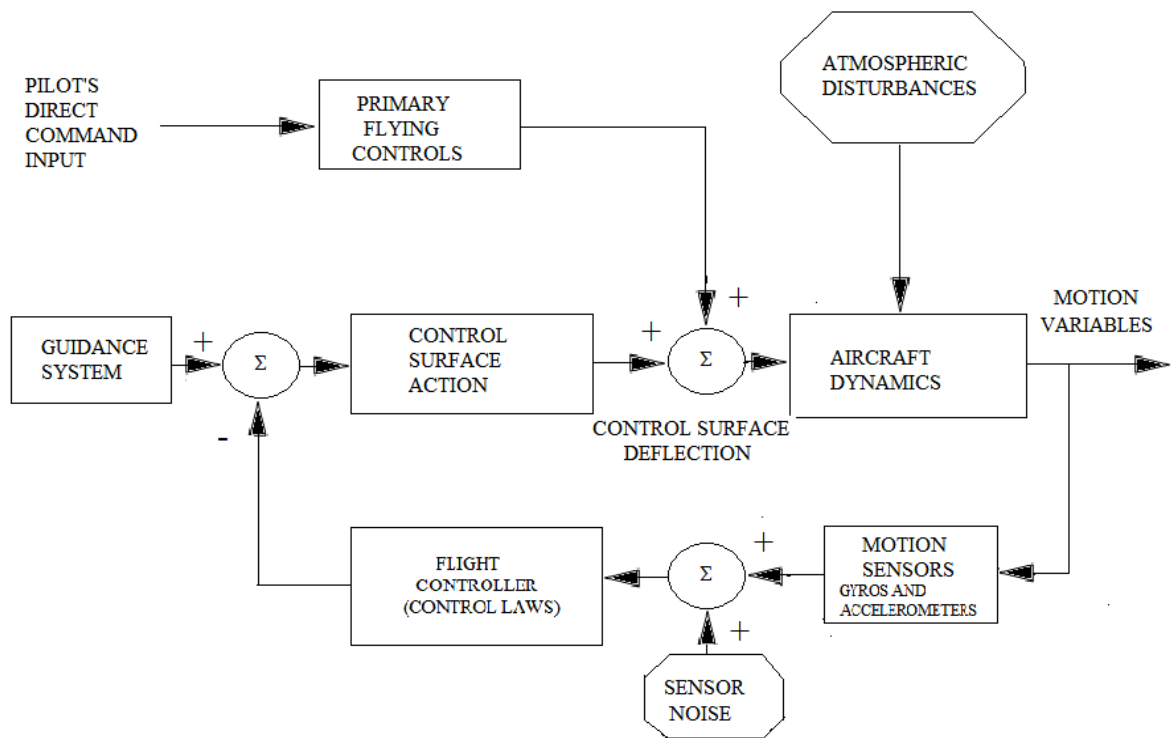 PILOT'S
DIRECT
COMMAND
INPUT
PRIMARY
FLYING
CONTROLS
ATMOSPHERIC
DISTURBANCES
+
MOTION
VARIABLES
GUIDANCE
SYSTEM
+
Σ
-
CONTROL
SURFACE
ACTION
+
Σ
CONTROL SURFACE
DEFLECTION
AIRCRAFT
DYNAMICS
FLIGHT
CONTROLLER
(CONTROL LAWS)
Σ
+
+
MOTION
SENSORS
GYROS AND
ACCELEROMETERS
SENSOR
NOISE